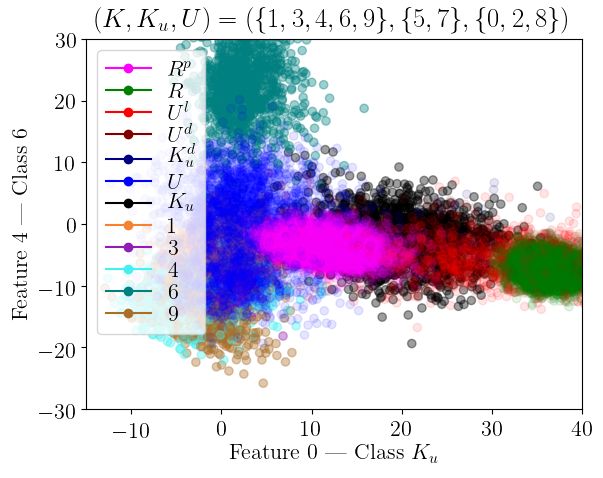 (K, K_u, U) = ({1, 3, 4, 6, 9}, {5, 7}, {0, 2, 8})
Feature 4 — Class 6
30
20
10
0
−10
−20
−30
R^p
R
U^l
U^d
K_u^d
U
K_u
1
3
4
6
9
−10 0 10 20 30 40
Feature 0 — Class K_u